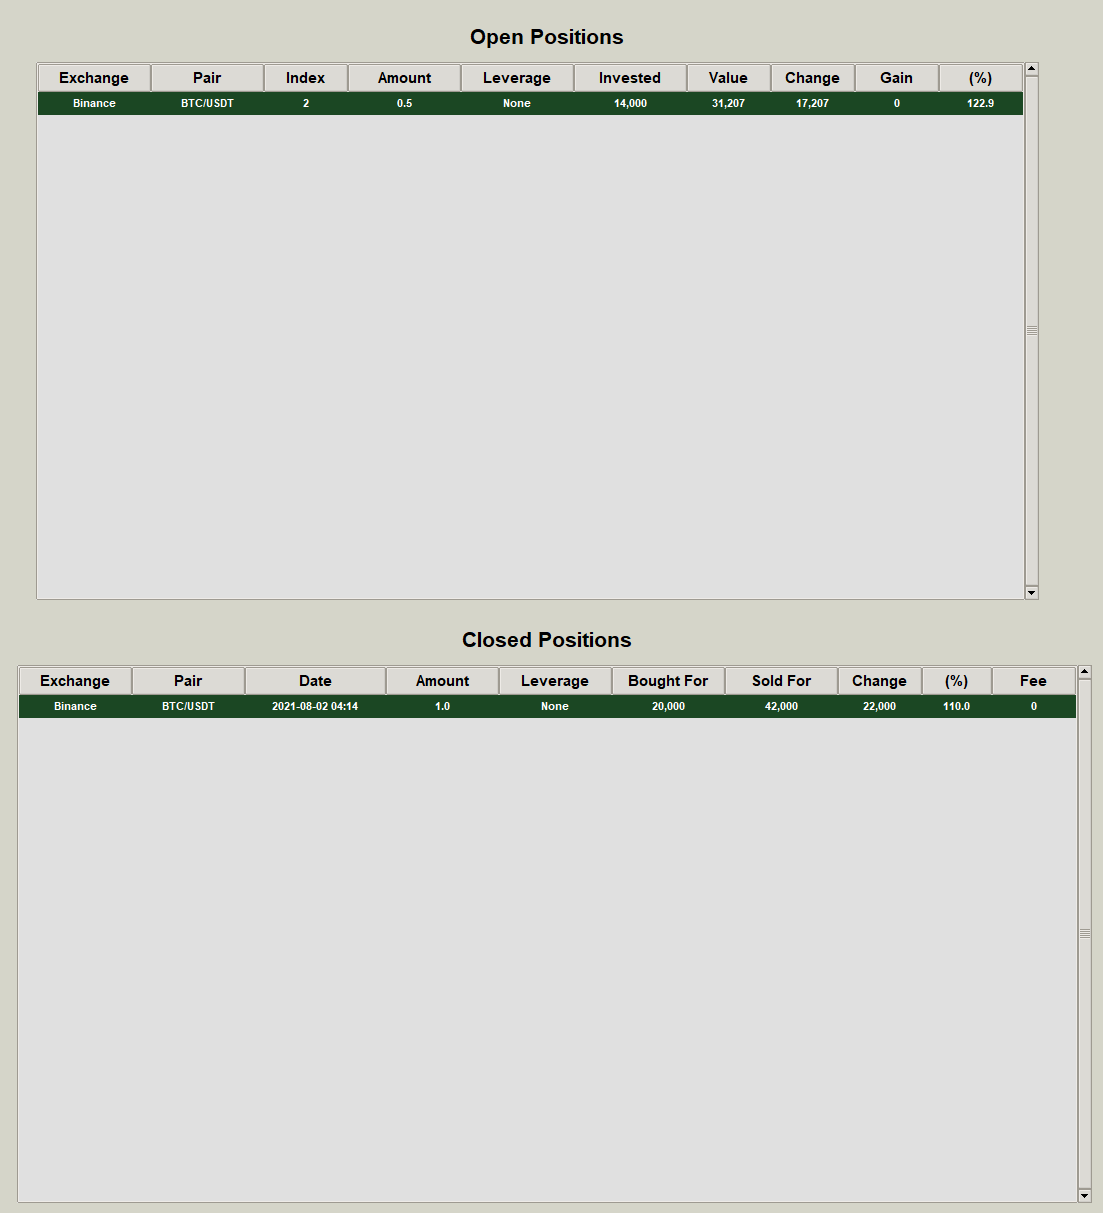 Open Positions
Exchange Pair Index Amount Leverage Invested Value Change Gain (%)
Binance BTC/USDT 2 0.5 None 14,000 31,207 17,207 0 122.9
Closed Positions
Exchange Pair Date Amount Leverage Bought For Sold For Change (%) Fee
Binance BTC/USDT 2021-08-02 04:14 1.0 None 20,000 42,000 22,000 110.0 0